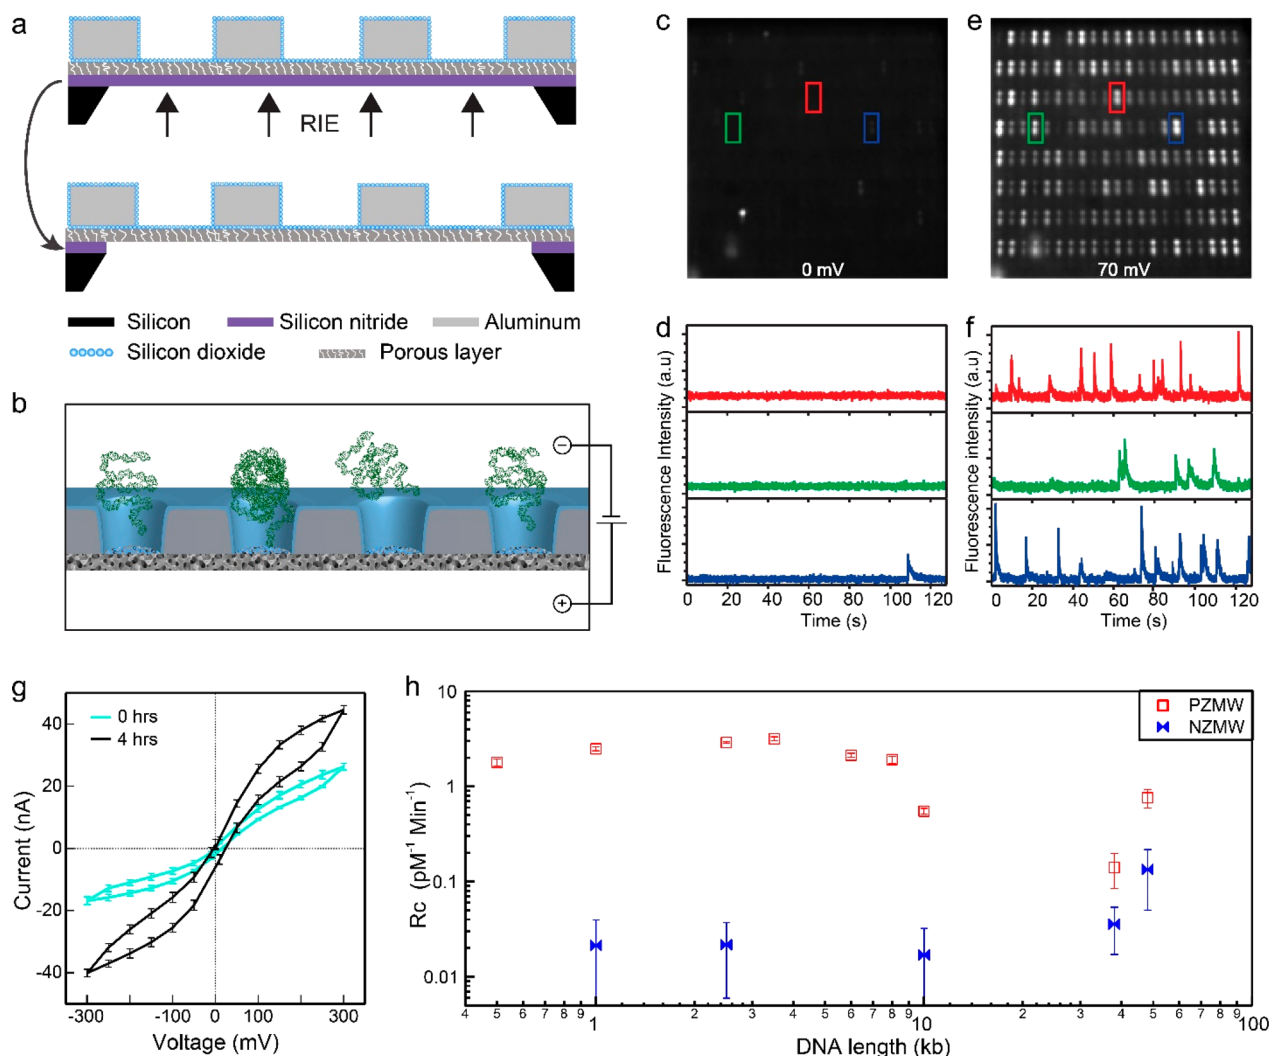 a
RIE
Silicon
Silicon nitride
Aluminum
Silicon dioxide
Porous layer
b
−
+
c
0 mV
e
70 mV
d
Fluorescence Intensity (a.u)
0 20 40 60 80 100 120
Time (s)
f
Fluorescence Intensity (a.u)
0 20 40 60 80 100 120
Time (s)
g
0 hrs
4 hrs
40
20
0
-20
-40
Current (nA)
-300 -100 0 100 300
Voltage (mV)
h
PZMW
NZMW
10
1
0.1
0.01
Rc (pM⁻¹ Min⁻¹)
4 5 6 7 8 9 1 2 3 4 5 6 7 8 9 10 2 3 4 5 6 7 8 9 100
DNA length (kb)